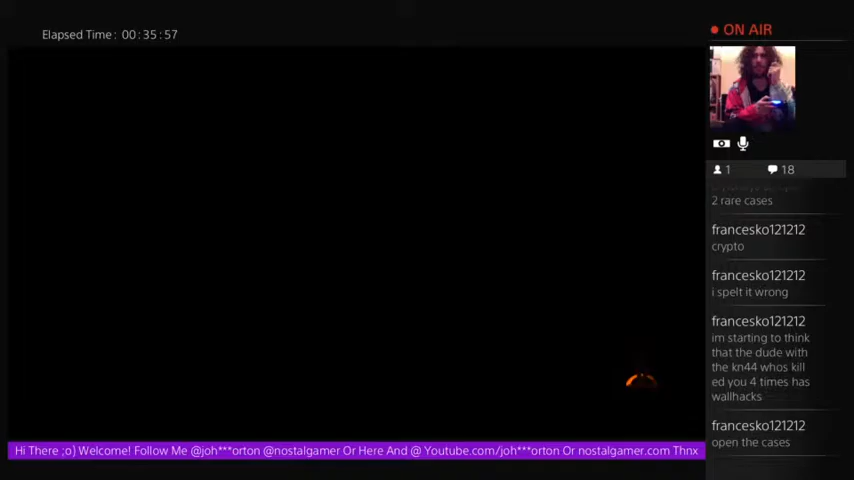 Elapsed Time: 00:35:57
ON AIR
1 18
2 rare cases
francesko121212
crypto
francesko121212
i spelt it wrong
francesko121212
im starting to think
that the dude with
the kn44 whos kill
ed you 4 times has
wallhacks
francesko121212
open the cases
Hi There ;o) Welcome! Follow Me @joh***orton @nostalgamer Or Here And @ Youtube.com/joh***orton Or nostalgamer.com Thnx